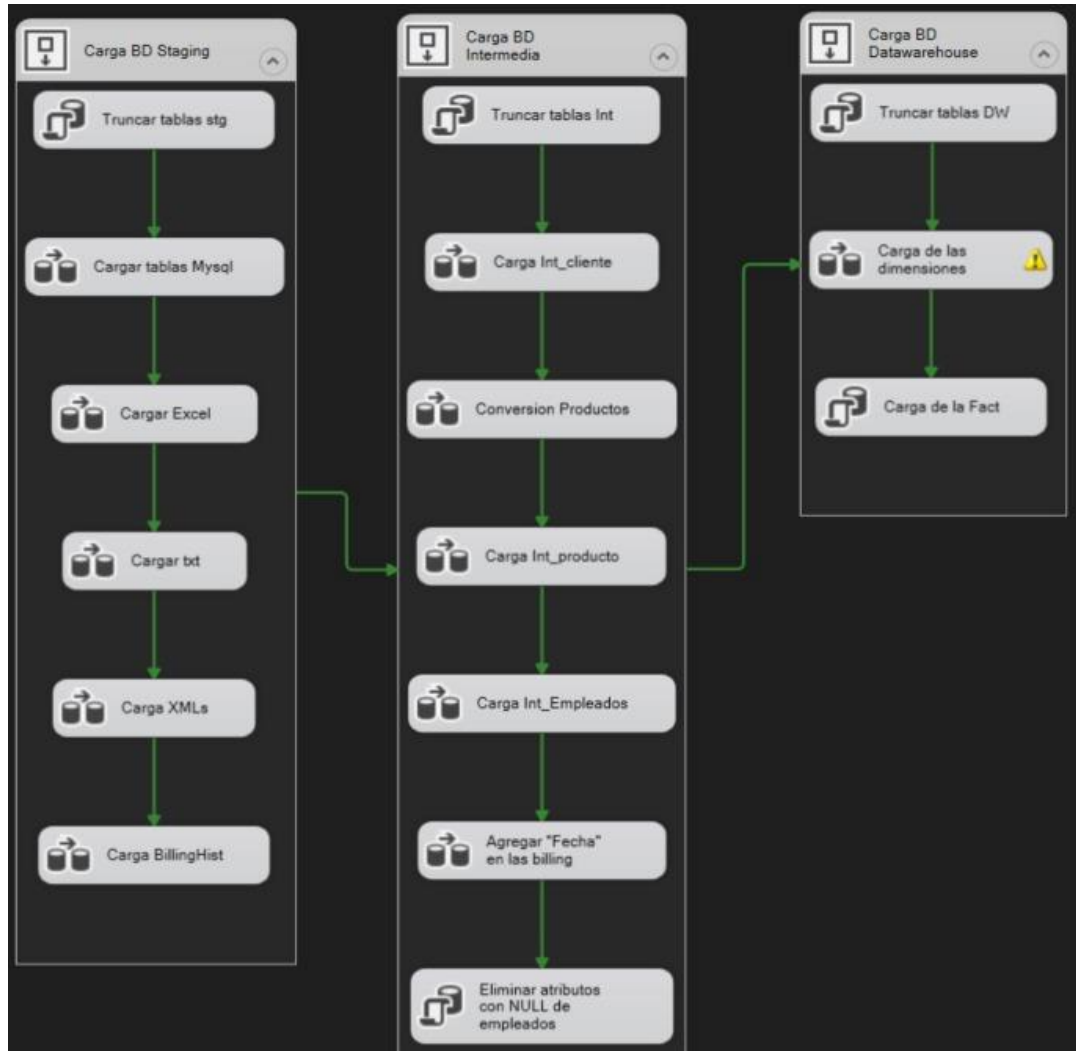 Carga BD Staging
Truncar tablas stg
Cargar tablas Mysql
Cargar Excel
Cargar txt
Carga XMLs
Carga BillingHist
Carga BD
Intermedia
Truncar tablas Int
Carga Int_cliente
Conversion Productos
Carga Int_producto
Carga Int_Empleados
Agregar "Fecha"
en las billing
Eliminar atributos
con NULL de
empleados
Carga BD
Datawarehouse
Truncar tablas DW
Carga de las
dimensiones
Carga de la Fact